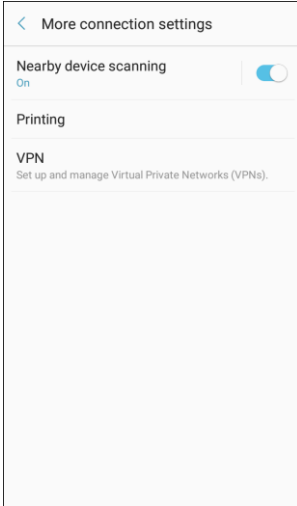 More connection settings
Nearby device scanning
On
Printing
VPN
Set up and manage Virtual Private Networks (VPNs).